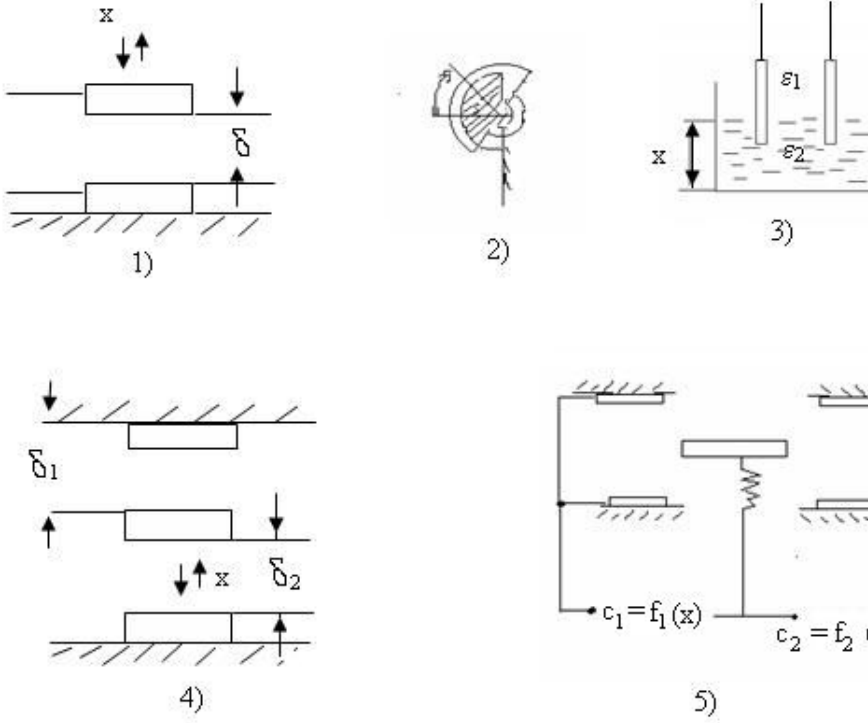 x
δ
1)
2)
ε1
ε2
x
3)
δ1
δ2
x
4)
c1 = f1(x)
c2 = f2
5)